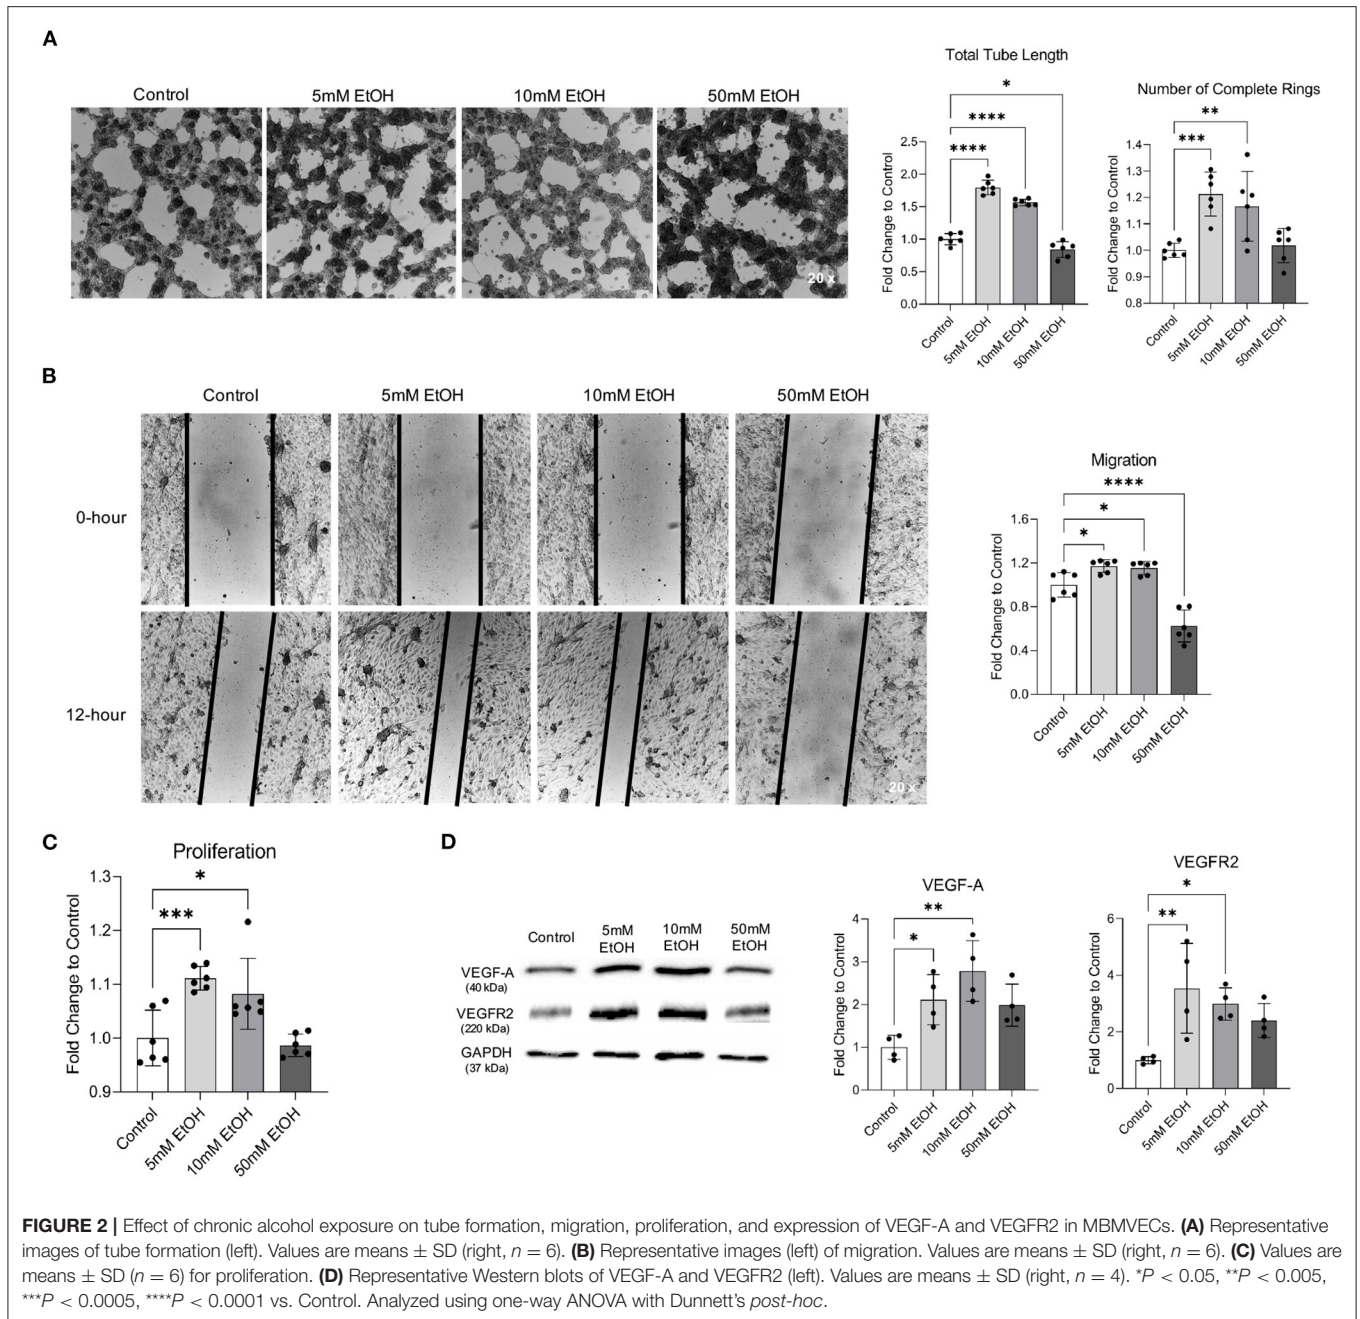 A
Control
5mM EtOH
10mM EtOH
50mM EtOH
20 x
Total Tube Length
*
****
****
Fold Change to Control
2.5
2.0
1.5
1.0
0.5
0.0
Control
5mM EtOH
10mM EtOH
50mM EtOH
Number of Complete Rings
**
***
Fold Change to Control
1.4
1.3
1.2
1.1
1.0
0.9
0.8
Control
5mM EtOH
10mM EtOH
50mM EtOH
B
Control
5mM EtOH
10mM EtOH
50mM EtOH
0-hour
12-hour
20 x
Migration
****
*
*
Fold Change to Control
1.6
1.2
0.8
0.4
0.0
Control
5mM EtOH
10mM EtOH
50mM EtOH
C
Proliferation
*
***
Fold Change to Control
1.3
1.2
1.1
1.0
0.9
Control
5mM EtOH
10mM EtOH
50mM EtOH
D
Control
5mM
EtOH
10mM
EtOH
50mM
EtOH
VEGF-A
(40 kDa)
VEGFR2
(220 kDa)
GAPDH
(37 kDa)
VEGF-A
**
*
Fold Change to Control
4
3
2
1
0
Control
5mM EtOH
10mM EtOH
50mM EtOH
VEGFR2
*
**
Fold Change to Control
6
4
2
0
Control
5mM EtOH
10mM EtOH
50mM EtOH
FIGURE 2 | Effect of chronic alcohol exposure on tube formation, migration, proliferation, and expression of VEGF-A and VEGFR2 in MBMVECs. (A) Representative
images of tube formation (left). Values are means ± SD (right, n = 6). (B) Representative images (left) of migration. Values are means ± SD (right, n = 6). (C) Values are
means ± SD (n = 6) for proliferation. (D) Representative Western blots of VEGF-A and VEGFR2 (left). Values are means ± SD (right, n = 4). *P < 0.05, **P < 0.005,
***P < 0.0005, ****P < 0.0001 vs. Control. Analyzed using one-way ANOVA with Dunnett's post-hoc.